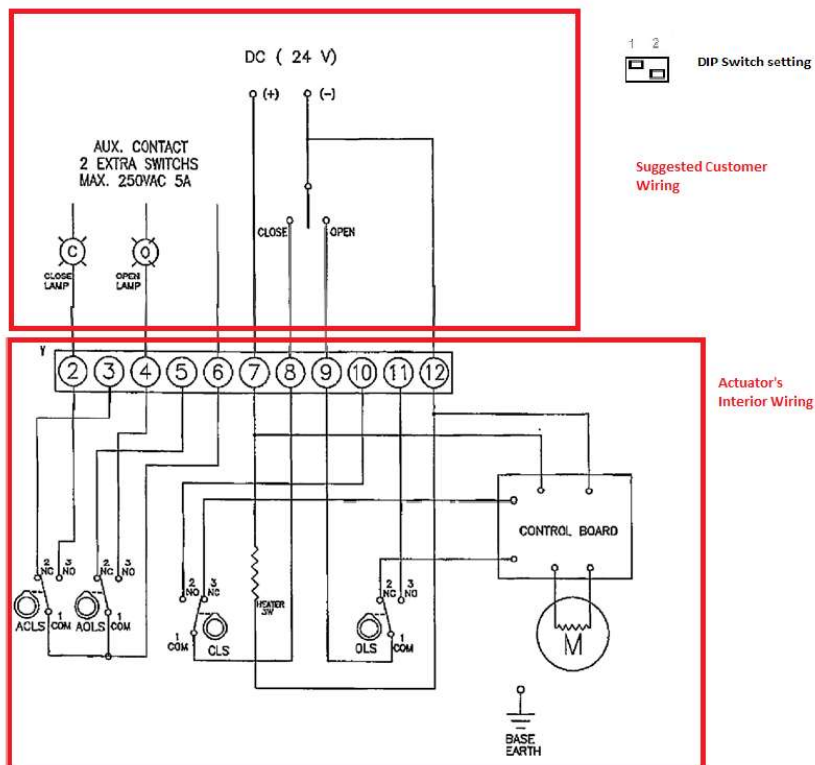 DC ( 24 V)
(+) (-)
AUX. CONTACT
2 EXTRA SWITCHS
MAX. 250VAC 5A
CLOSE OPEN
C O
CLOSE
LAMP
OPEN
LAMP
1 2
DIP Switch setting
Suggested Customer
Wiring
2 3 4 5 6 7 8 9 10 11 12
Actuator's
Interior Wiring
CONTROL BOARD
M
2
NC
3
NO
1
COM
ACLS
2
NC
3
NO
1
COM
AOLS
2
NO
3
NC
1
COM
CLS
HEATER
5W
2
NC
3
NO
1
COM
OLS
BASE
EARTH